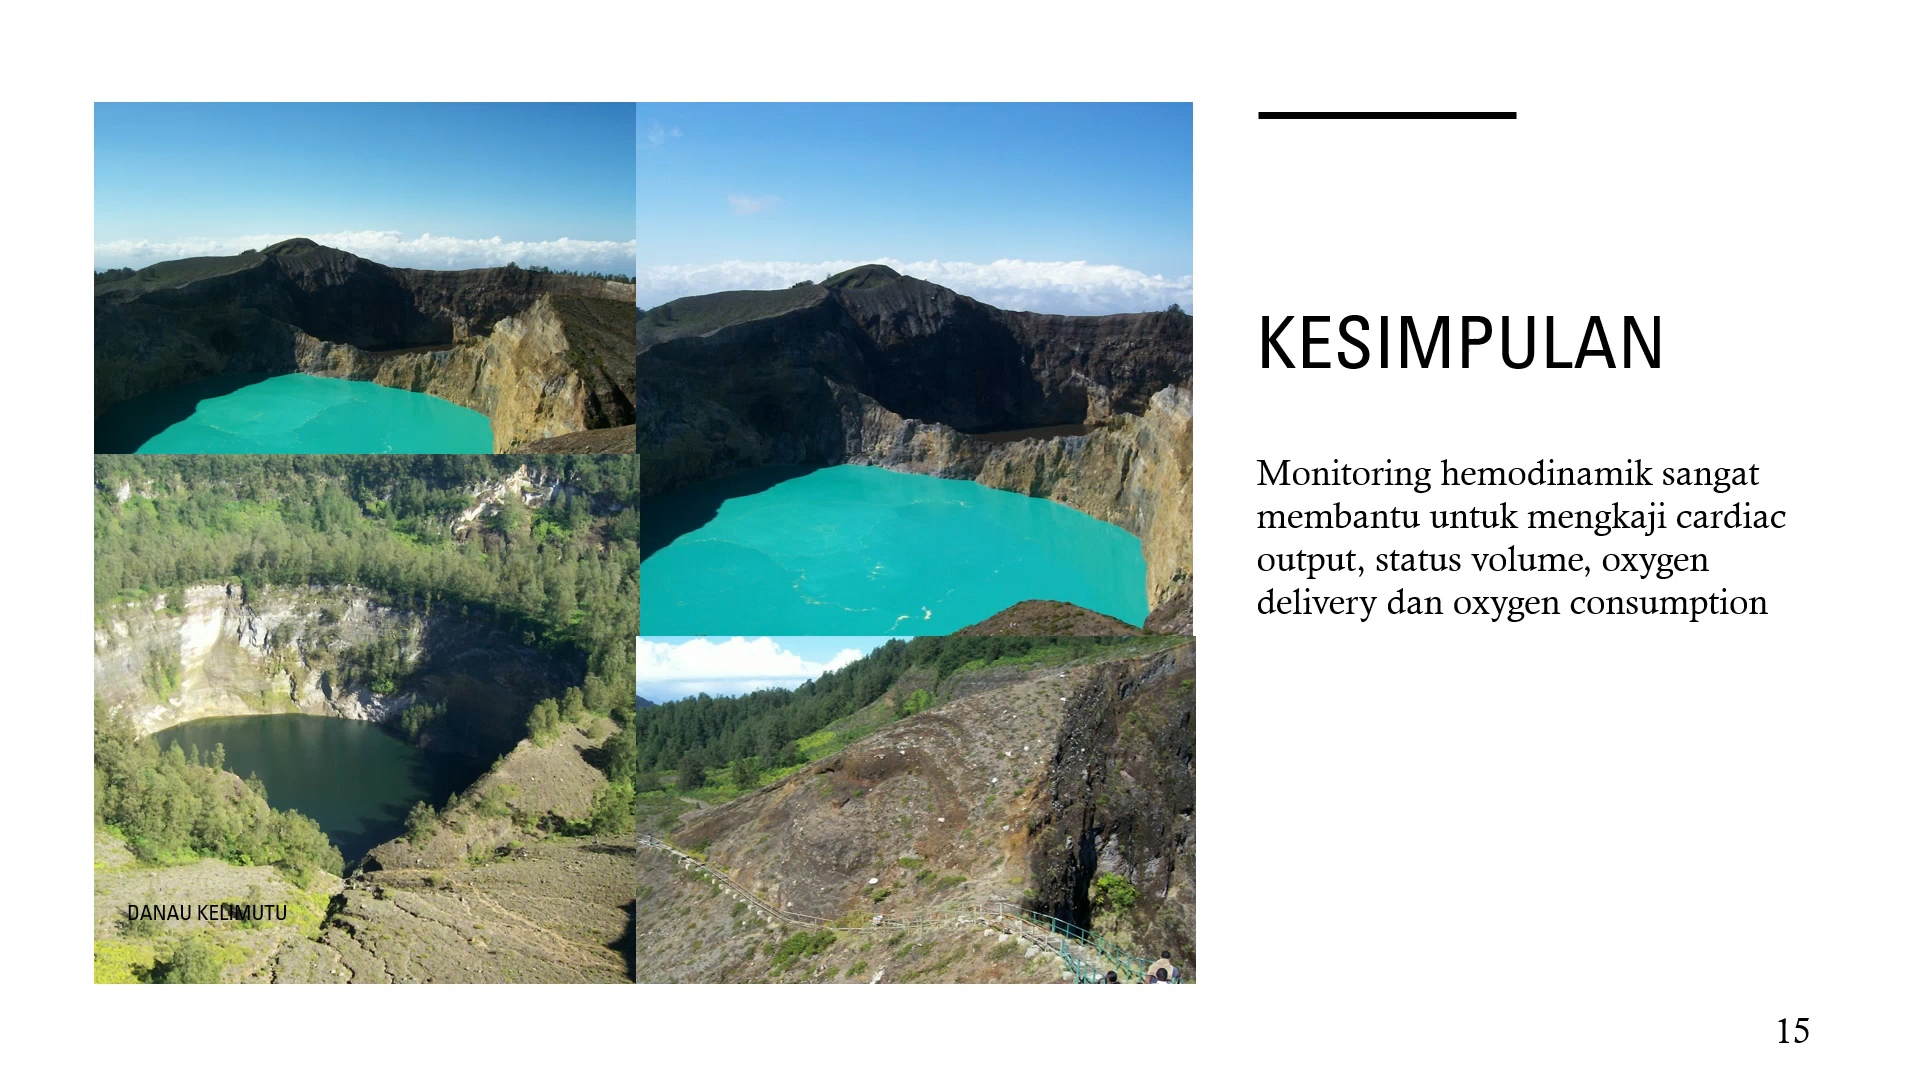 KESIMPULAN
Monitoring hemodinamik sangat
membantu untuk mengkaji cardiac
output, status volume, oxygen
delivery dan oxygen consumption
DANAU KELIMUTU
15